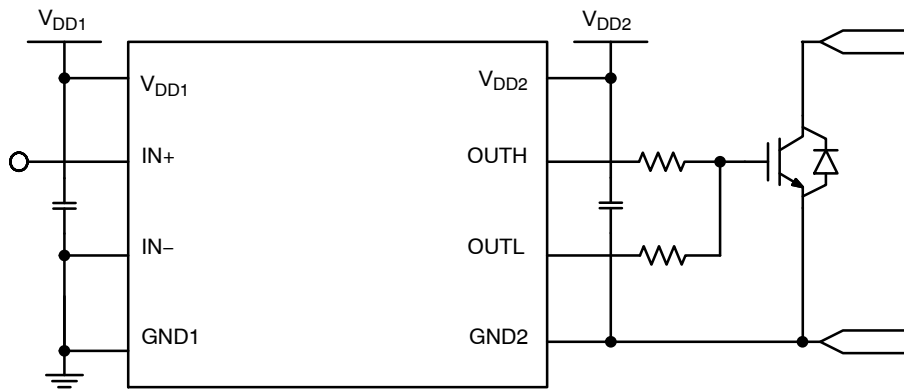 VDD1
VDD2
VDD1
VDD2
IN+
OUTH
IN−
OUTL
GND1
GND2